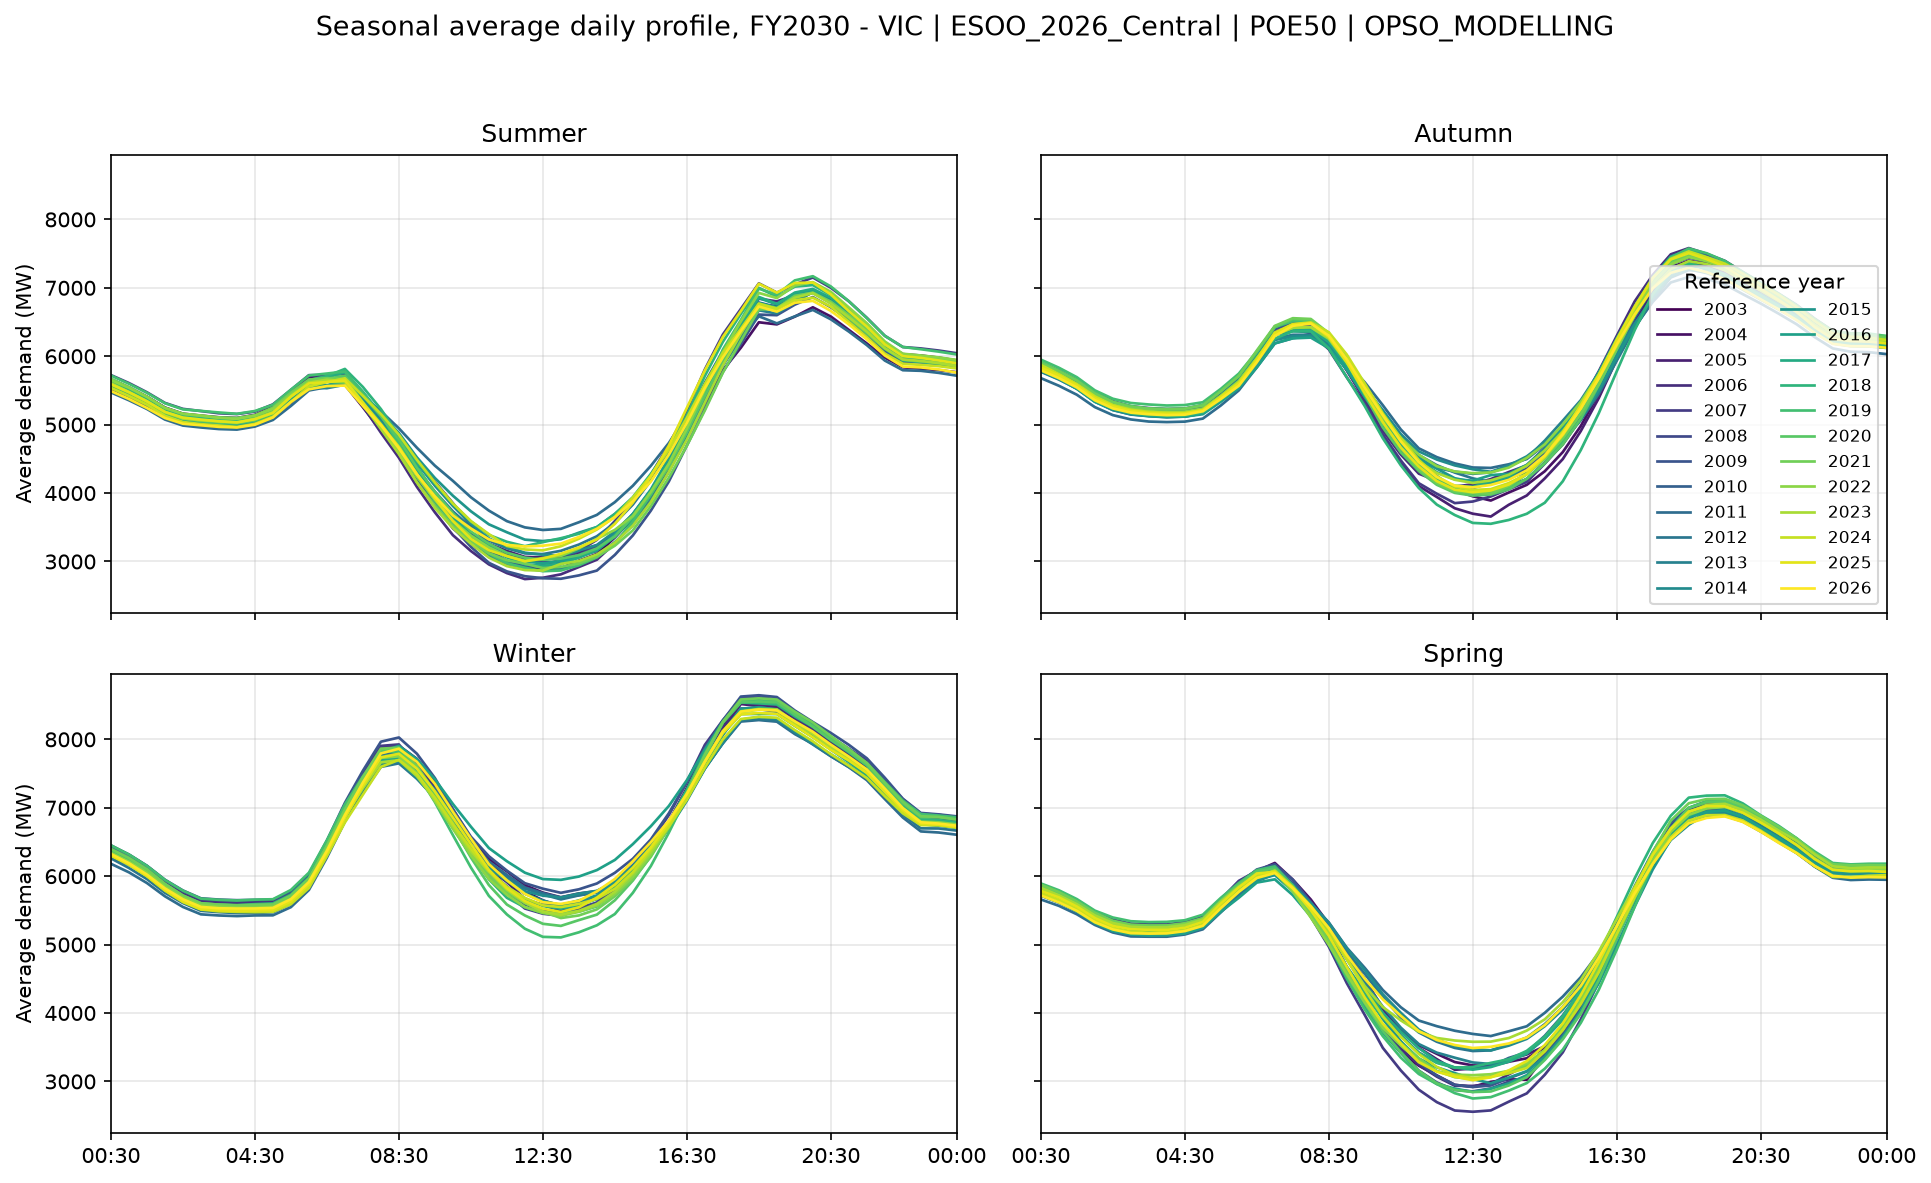 Seasonal average daily profile, FY2030 - VIC | ESOO_2026_Central | POE50 | OPSO_MODELLING
Summer
Autumn
Average demand (MW)
8000
7000
6000
5000
4000
3000
Reference year
2003 2015
2004 2016
2005 2017
2006 2018
2007 2019
2008 2020
2009 2021
2010 2022
2011 2023
2012 2024
2013 2025
2014 2026
Winter
Spring
Average demand (MW)
8000
7000
6000
5000
4000
3000
00:30 04:30 08:30 12:30 16:30 20:30 00:00
00:30 04:30 08:30 12:30 16:30 20:30 00:00